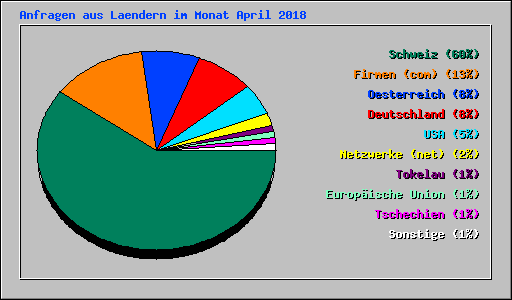 Anfragen aus Laendern im Monat April 2018
Schweiz (60%)
Firmen (com) (13%)
Oesterreich (8%)
Deutschland (8%)
USA (5%)
Netzwerke (net) (2%)
Tokelau (1%)
Europäische Union (1%)
Tschechien (1%)
Sonstige (1%)